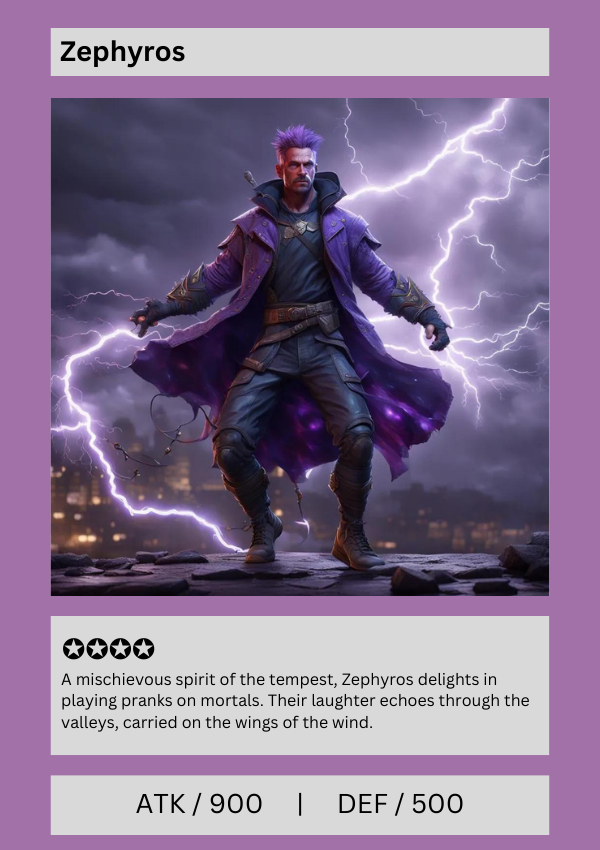 Zephyros
✪✪✪✪
A mischievous spirit of the tempest, Zephyros delights in
playing pranks on mortals. Their laughter echoes through the
valleys, carried on the wings of the wind.
ATK / 900 | DEF / 500